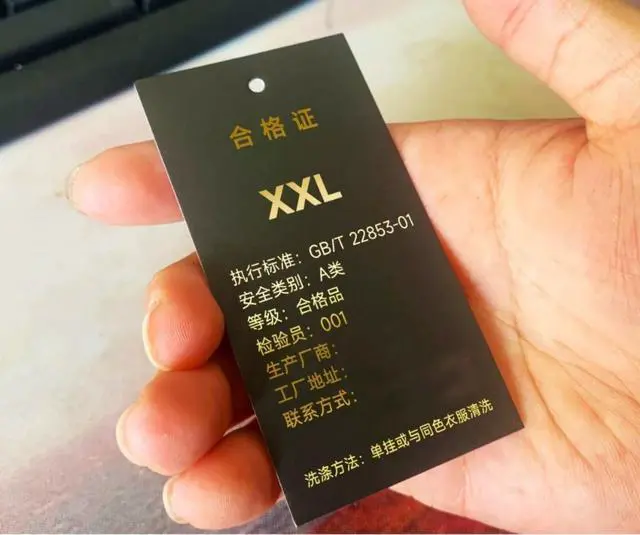 合格证
XXL
执行标准：GB/T 22853-01
安全类别：A类
等级：合格品
检验员：001
生产厂商：
工厂地址：
联系方式：
洗涤方法：单挂或与同色衣服清洗